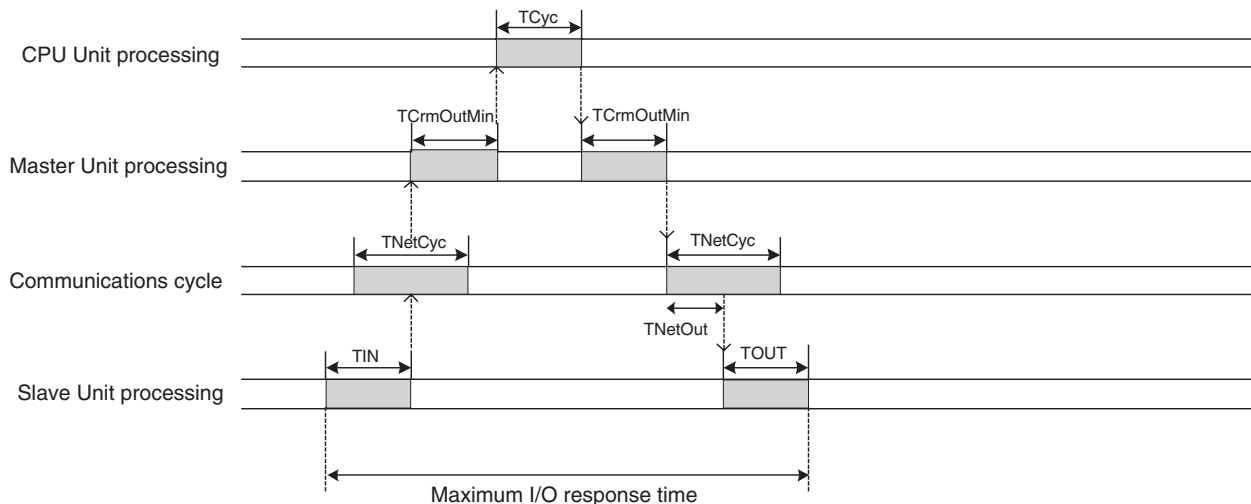 TCyc
CPU Unit processing
TCrmOutMin
TCrmOutMin
Master Unit processing
TNetCyc
TNetCyc
Communications cycle
TNetOut
TIN
TOUT
Slave Unit processing
Maximum I/O response time